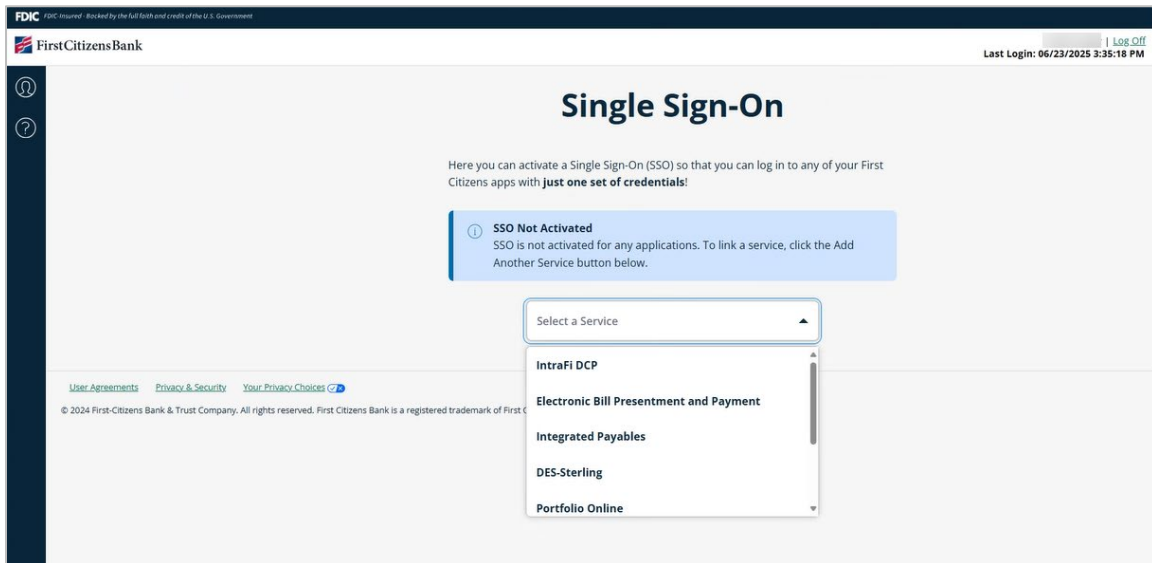 FDIC FDIC-Insured - Backed by the full faith and credit of the U.S. Government
First Citizens Bank
| Log Off
Last Login: 06/23/2025 3:35:18 PM
Single Sign-On
Here you can activate a Single Sign-On (SSO) so that you can log in to any of your First
Citizens apps with just one set of credentials!
SSO Not Activated
SSO is not activated for any applications. To link a service, click the Add
Another Service button below.
Select a Service
IntraFi DCP
Electronic Bill Presentment and Payment
Integrated Payables
DES-Sterling
Portfolio Online
User Agreements Privacy & Security Your Privacy Choices
© 2024 First-Citizens Bank & Trust Company. All rights reserved. First Citizens Bank is a registered trademark of First